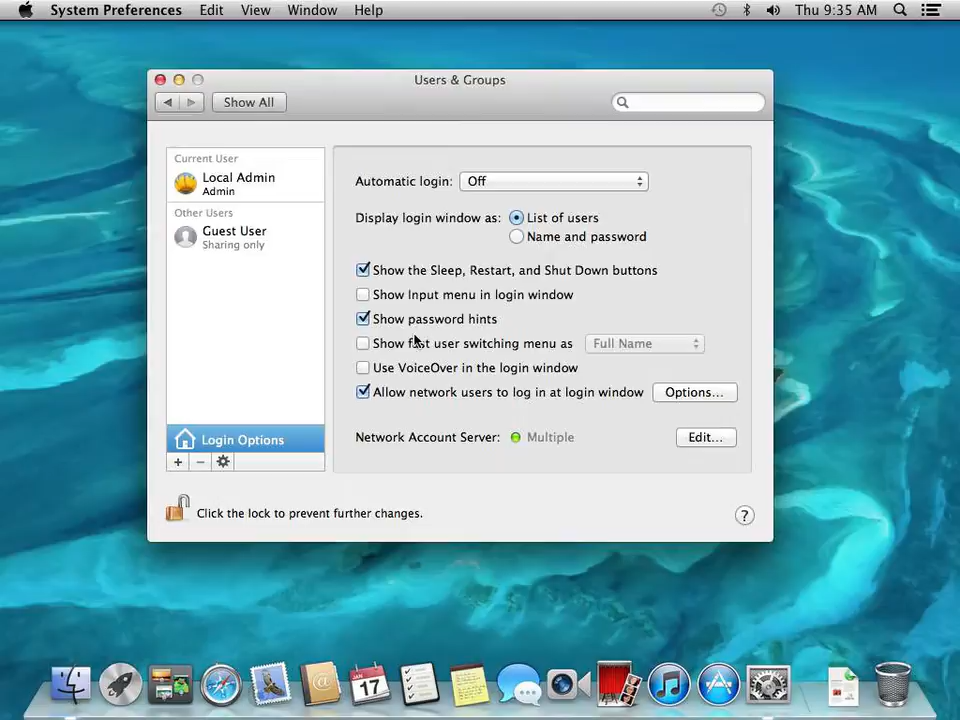 System Preferences Edit View Window Help Thu 9:35 AM
Users & Groups
Show All
Current User
Local Admin
Admin
Other Users
Guest User
Sharing only
Login Options
Automatic login: Off
Display login window as: List of users
Name and password
Show the Sleep, Restart, and Shut Down buttons
Show Input menu in login window
Show password hints
Show fast user switching menu as Full Name
Use VoiceOver in the login window
Allow network users to log in at login window Options...
Network Account Server: Multiple Edit...
Click the lock to prevent further changes. ?
17